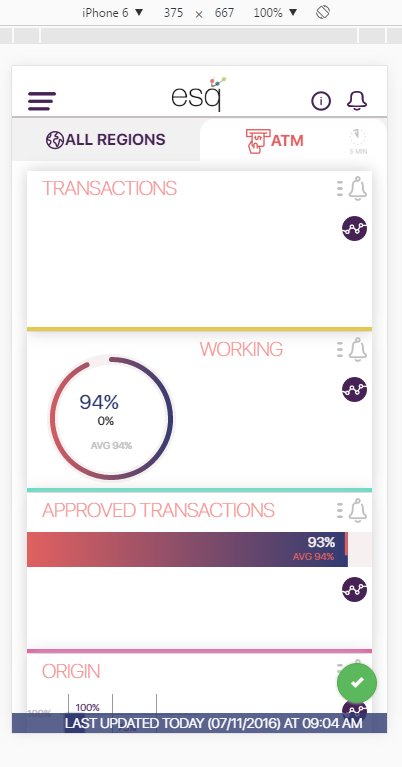 iPhone 6 ▼ 375 × 667 100% ▼
esq
ALL REGIONS
ATM
5 MIN
TRANSACTIONS
WORKING
94%
0%
AVG 94%
APPROVED TRANSACTIONS
93%
AVG 94%
ORIGIN
100%
100%
LAST UPDATED TODAY (07/11/2016) AT 09:04 AM